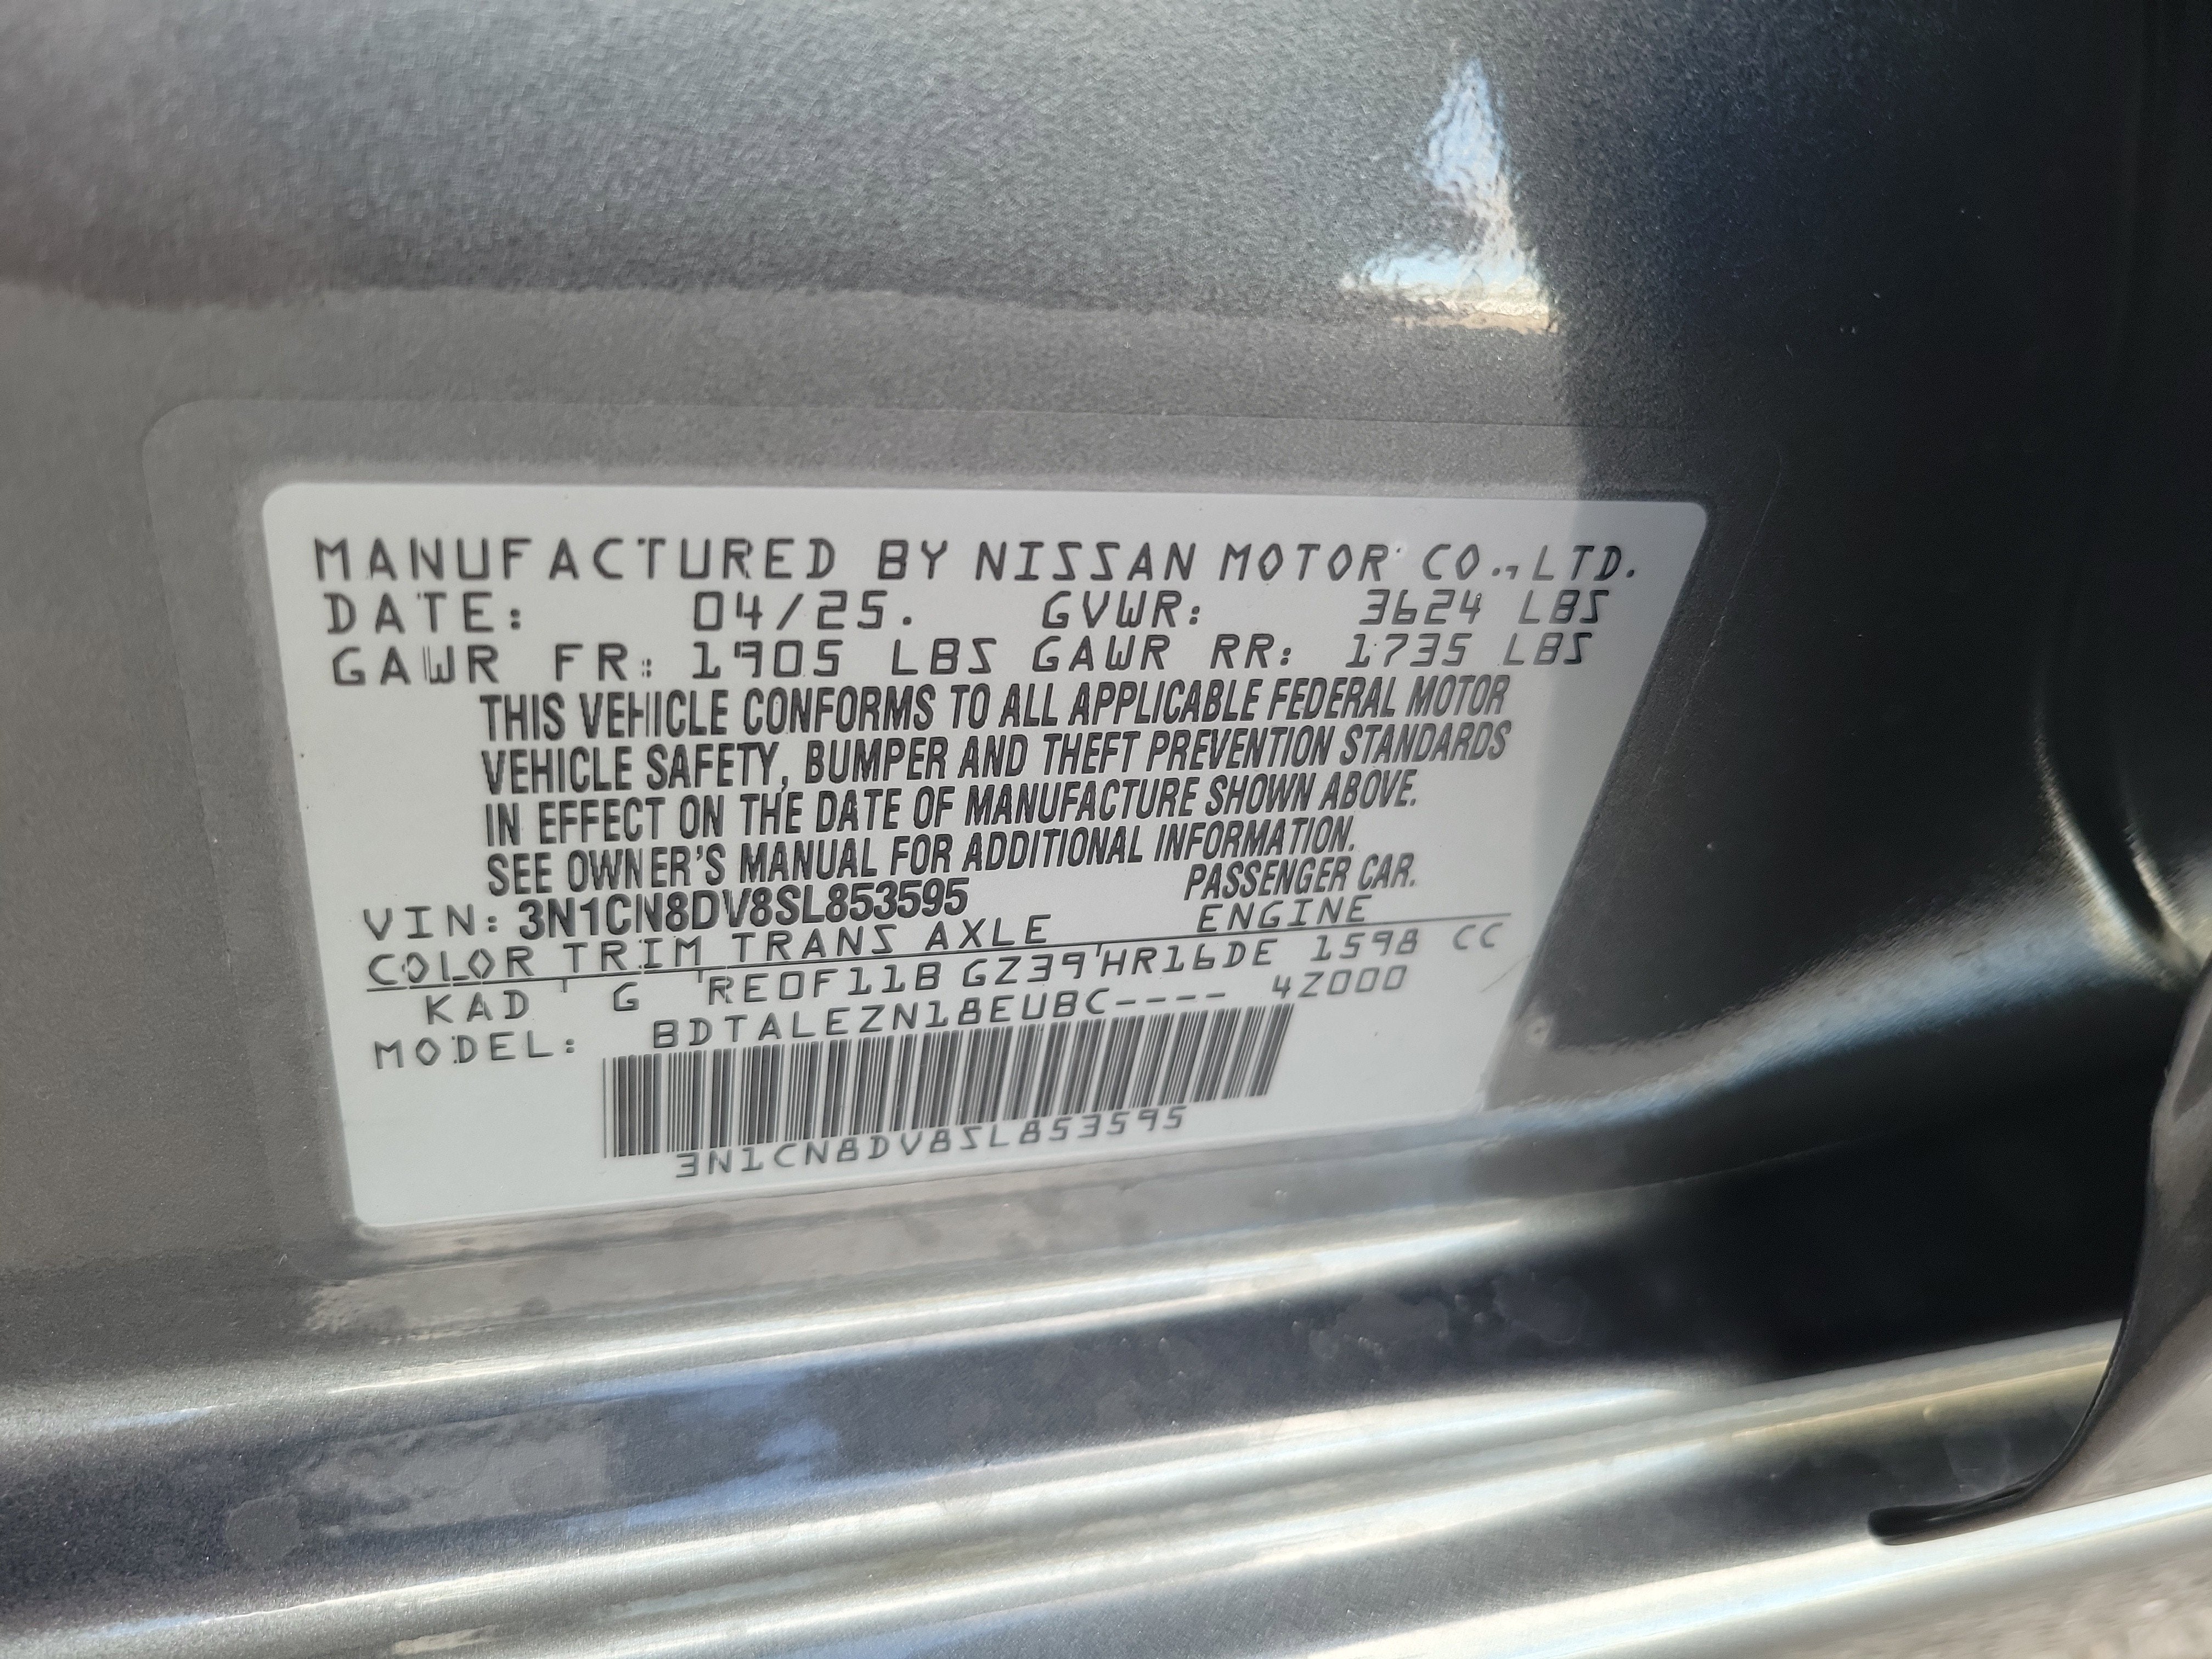 MANUFACTURED BY NISSAN MOTOR CO., LTD.
DATE: 04/25. GVWR: 3624 LBS
GAWR FR: 1905 LBS GAWR RR: 1735 LBS
THIS VEHICLE CONFORMS TO ALL APPLICABLE FEDERAL MOTOR
VEHICLE SAFETY, BUMPER AND THEFT PREVENTION STANDARDS
IN EFFECT ON THE DATE OF MANUFACTURE SHOWN ABOVE.
SEE OWNER'S MANUAL FOR ADDITIONAL INFORMATION.
VIN: 3N1CN8DV8SL853595 PASSENGER CAR.
COLOR TRIM TRANS AXLE ENGINE
KAD G RE0F11B GZ39 HR16DE 1598 CC
MODEL: BDTALEZN18EUBC---- 4Z000
3N1CN8DV8SL853595